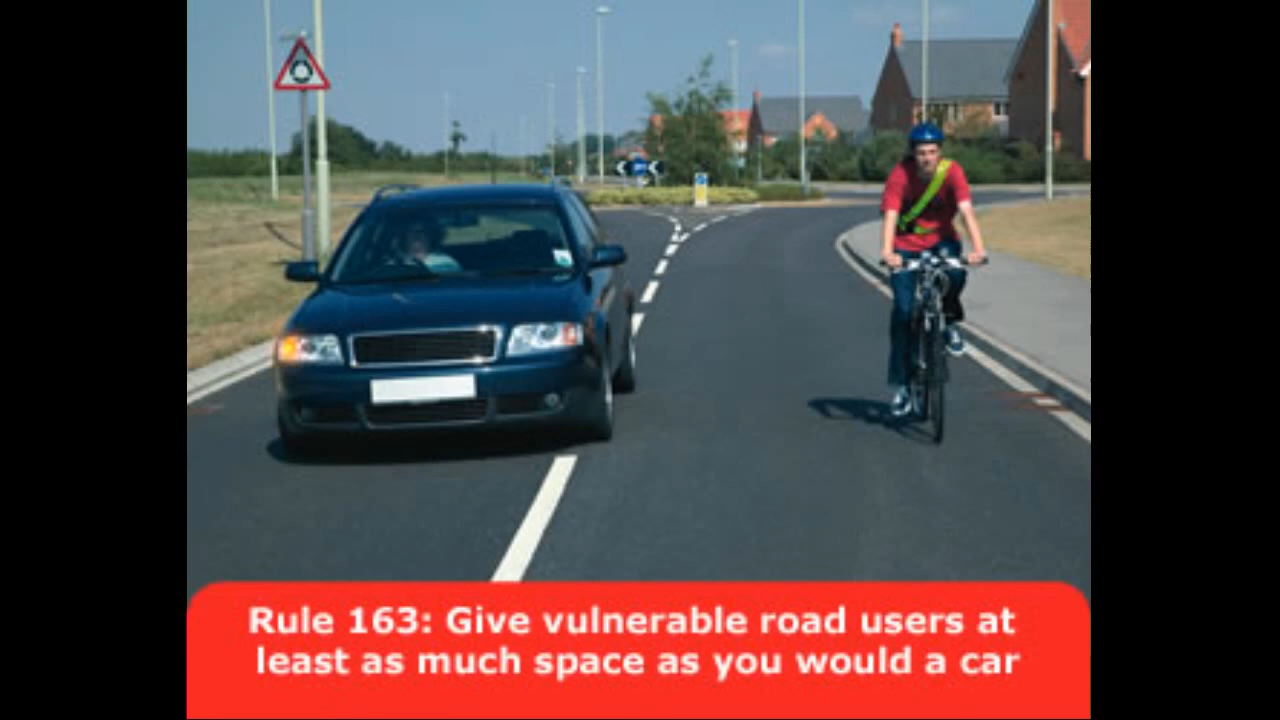 Rule 163: Give vulnerable road users at
least as much space as you would a car